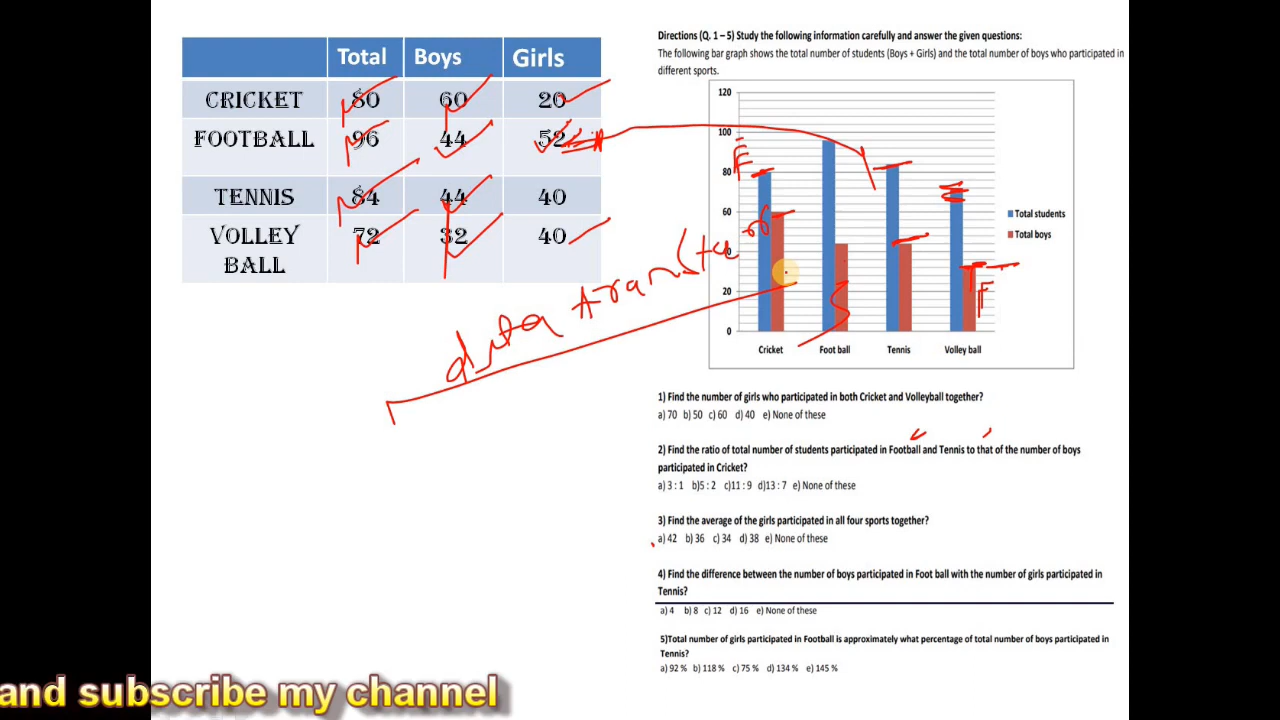 Total Boys Girls
CRICKET 80 60 20
FOOTBALL 96 44 52
TENNIS 84 44 40
VOLLEY BALL 72 32 40
data transfer
Directions (Q. 1 – 5) Study the following information carefully and answer the given questions:
The following bar graph shows the total number of students (Boys + Girls) and the total number of boys who participated in
different sports.
120
100
80
60
40
20
0
F
F
Cricket Foot ball Tennis Volley ball
Total students
Total boys
1) Find the number of girls who participated in both Cricket and Volleyball together?
a) 70 b) 50 c) 60 d) 40 e) None of these
2) Find the ratio of total number of students participated in Football and Tennis to that of the number of boys
participated in Cricket?
a) 3 : 1 b)5 : 2 c)11 : 9 d)13 : 7 e) None of these
3) Find the average of the girls participated in all four sports together?
a) 42 b) 36 c) 34 d) 38 e) None of these
4) Find the difference between the number of boys participated in Foot ball with the number of girls participated in
Tennis?
a) 4 b) 8 c) 12 d) 16 e) None of these
5)Total number of girls participated in Football is approximately what percentage of total number of boys participated in
Tennis?
a) 92 % b) 118 % c) 75 % d) 134 % e) 145 %
and subscribe my channel